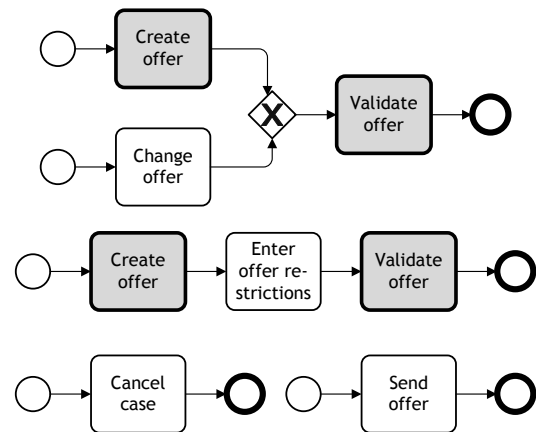 Create
offer
X
Validate
offer
Change
offer
Create
offer
Enter
offer re-
strictions
Validate
offer
Cancel
case
Send
offer